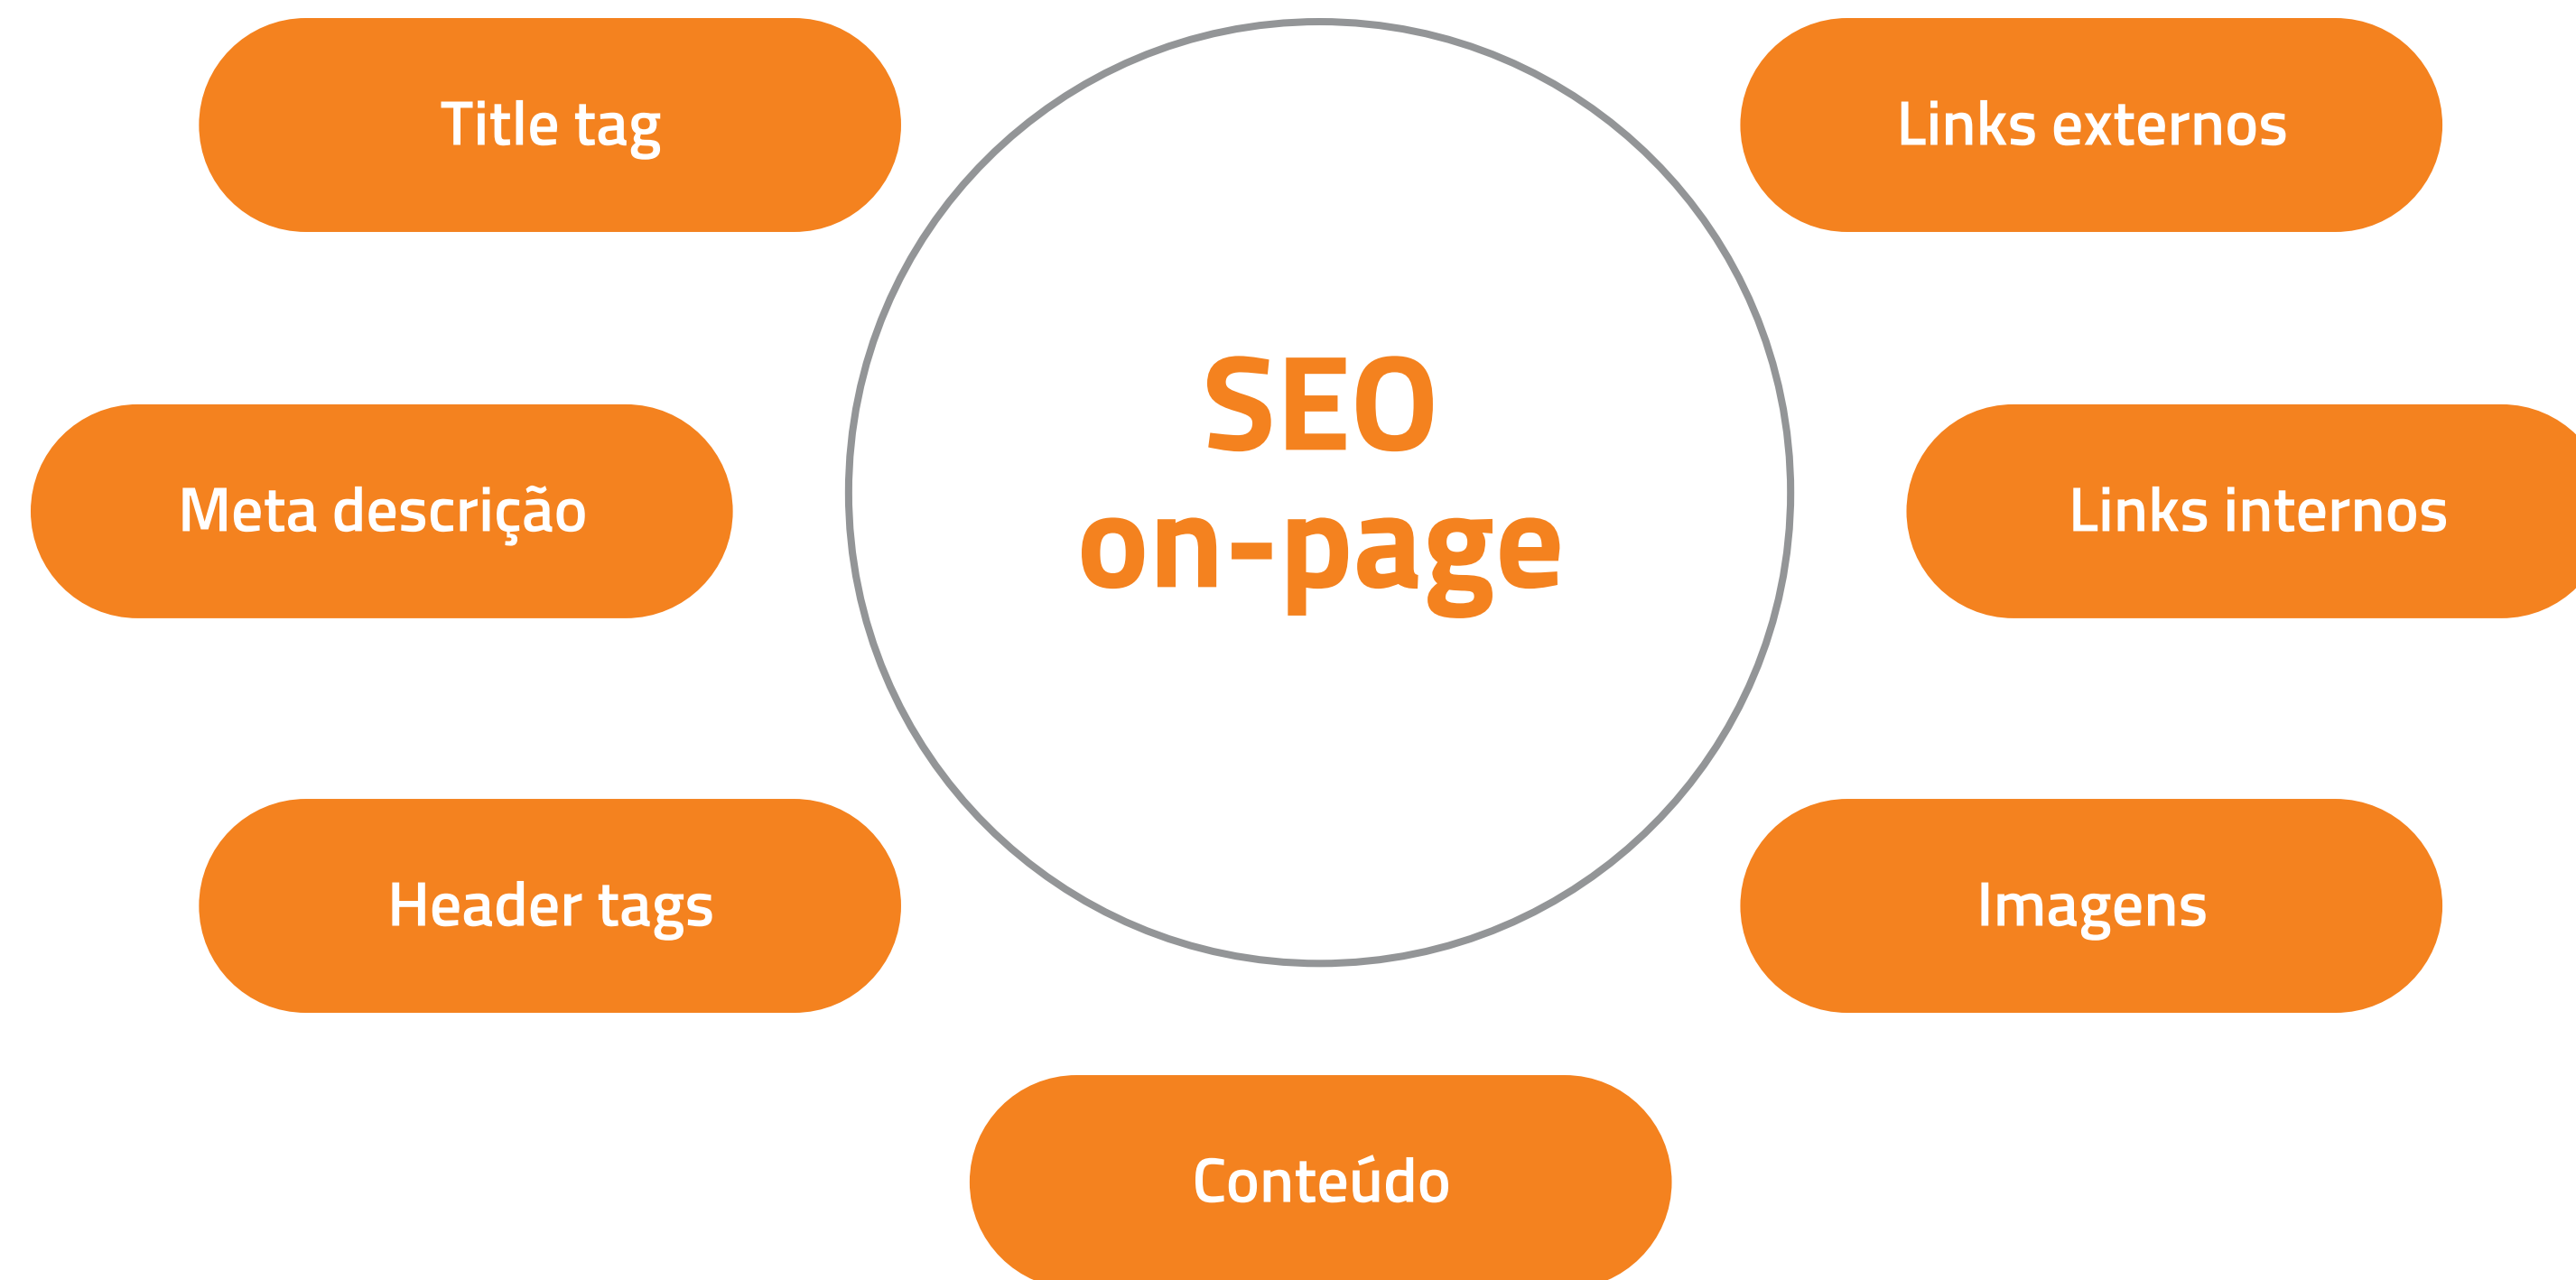 Title tag
Links externos
SEO
on-page
Meta descrição
Links internos
Header tags
Imagens
Conteúdo